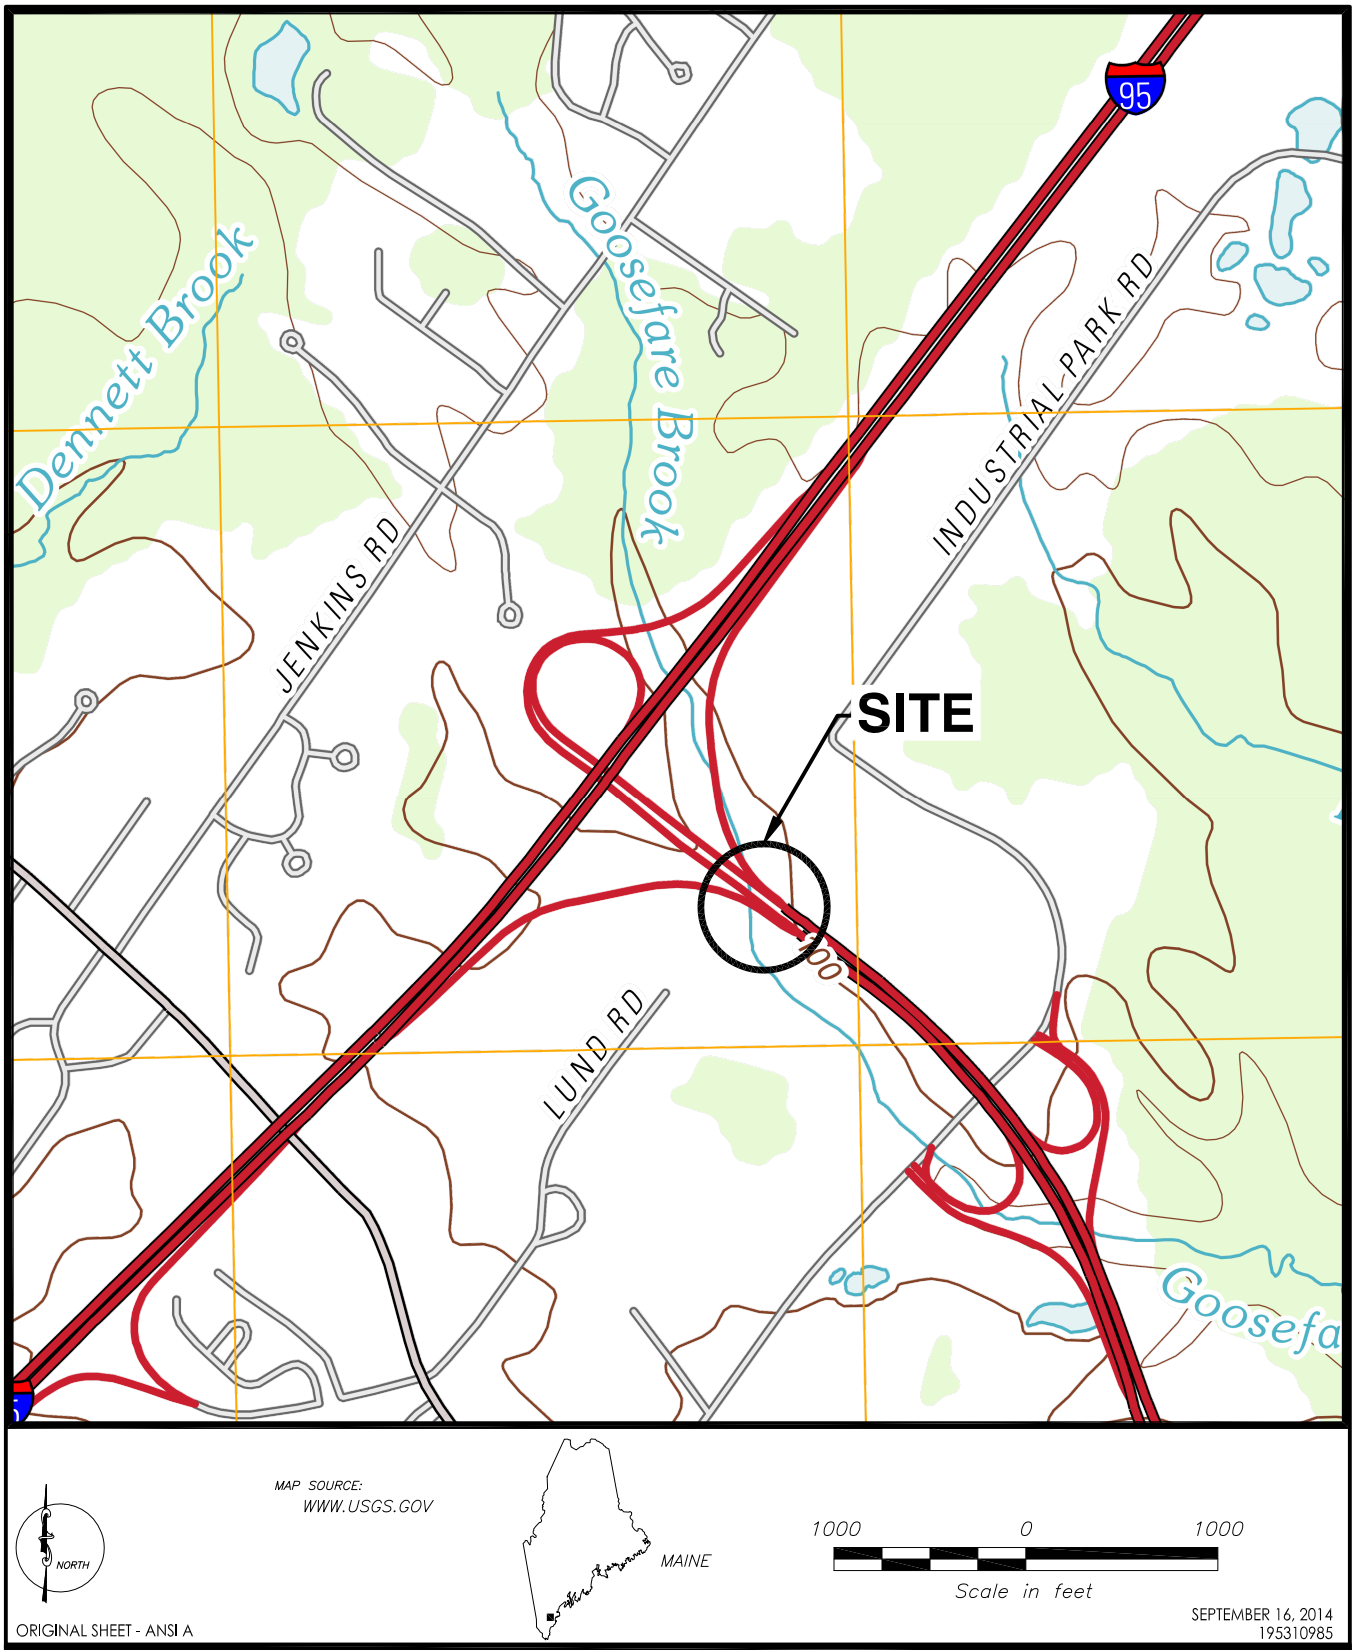 95
Goosefare Brook
Dennett Brook
INDUSTRIAL PARK RD
JENKINS RD
SITE
100
LUND RD
Goosefa
5
MAP SOURCE:
WWW.USGS.GOV
NORTH
MAINE
1000 0 1000
Scale in feet
ORIGINAL SHEET - ANSI A
SEPTEMBER 16, 2014
195310985